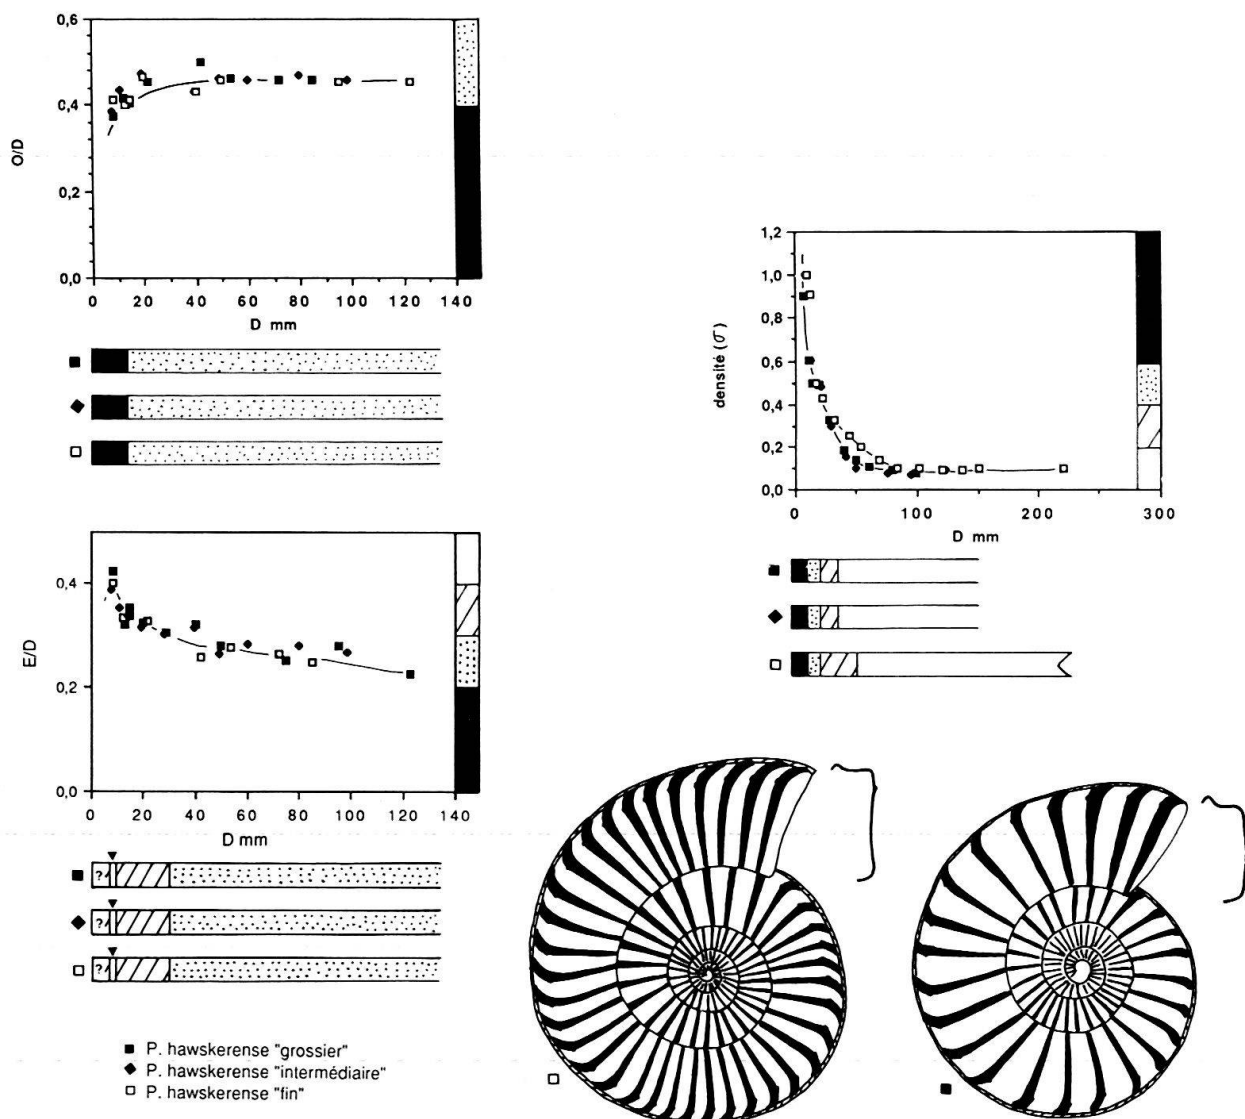 0,6
0,4
O/D
0,2
0,0
0 20 40 60 80 100 120 140
D mm
1,2
1,0
0,8
densité (σ)
0,6
0,4
0,2
0,0
0 100 200 300
D mm
0,4
E/D
0,2
0,0
0 20 40 60 80 100 120 140
D mm
?
?
?
P. hawskerense "grossier"
P. hawskerense "intermédiaire"
P. hawskerense "fin"